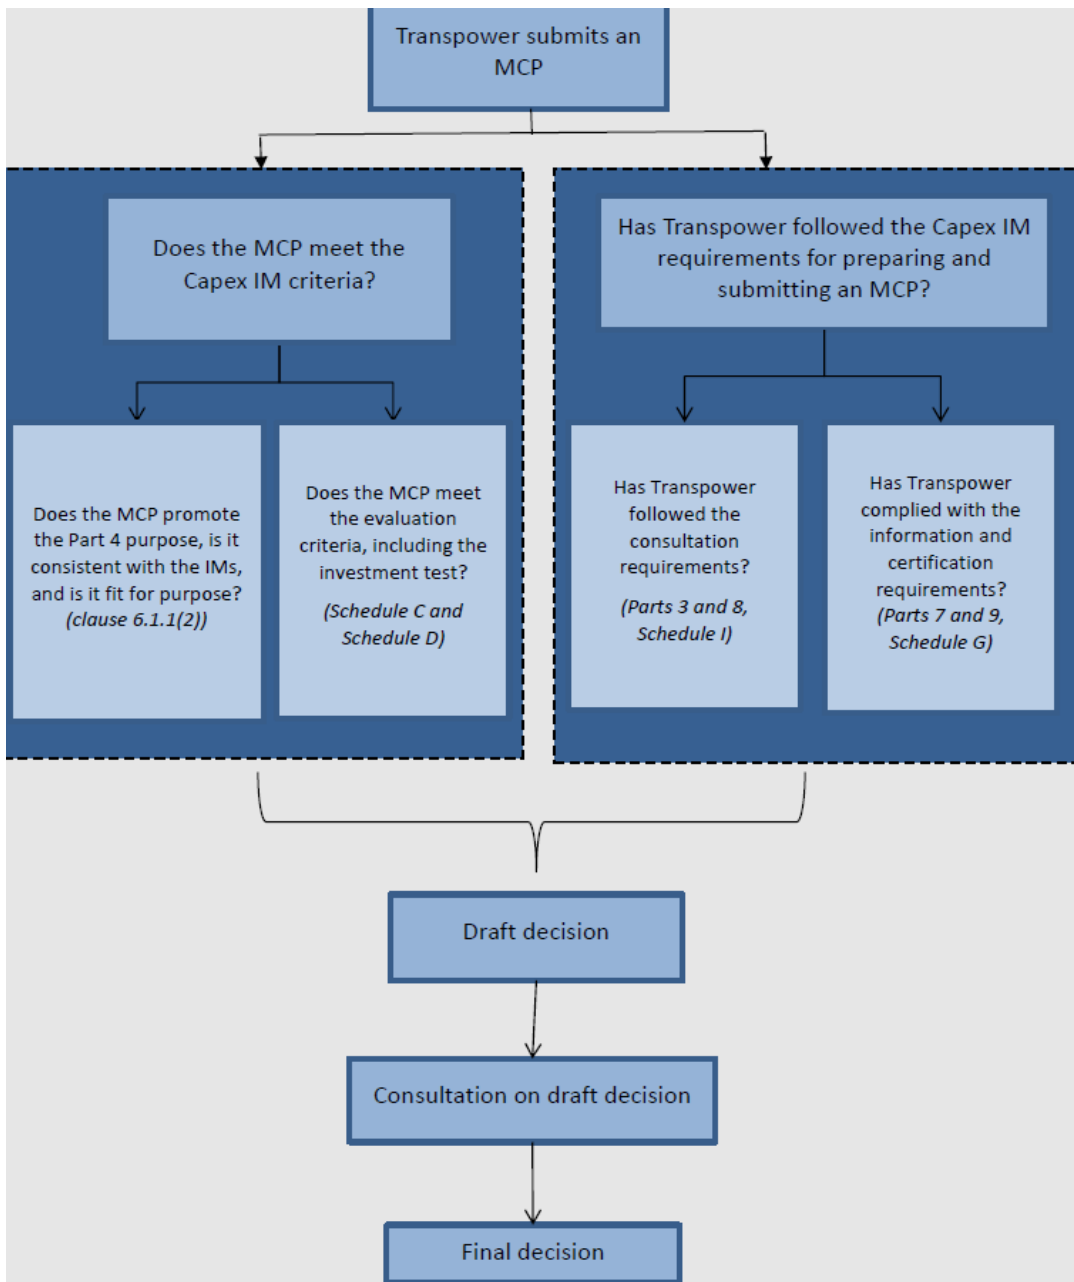 Transpower submits an
MCP
Does the MCP meet the
Capex IM criteria?
Has Transpower followed the Capex IM
requirements for preparing and
submitting an MCP?
Does the MCP promote
the Part 4 purpose, is it
consistent with the IMs,
and is it fit for purpose?
(clause 6.1.1(2))
Does the MCP meet
the evaluation
criteria, including the
investment test?
(Schedule C and
Schedule D)
Has Transpower
followed the
consultation
requirements?
(Parts 3 and 8,
Schedule I)
Has Transpower
complied with the
information and
certification
requirements?
(Parts 7 and 9,
Schedule G)
Draft decision
Consultation on draft decision
Final decision